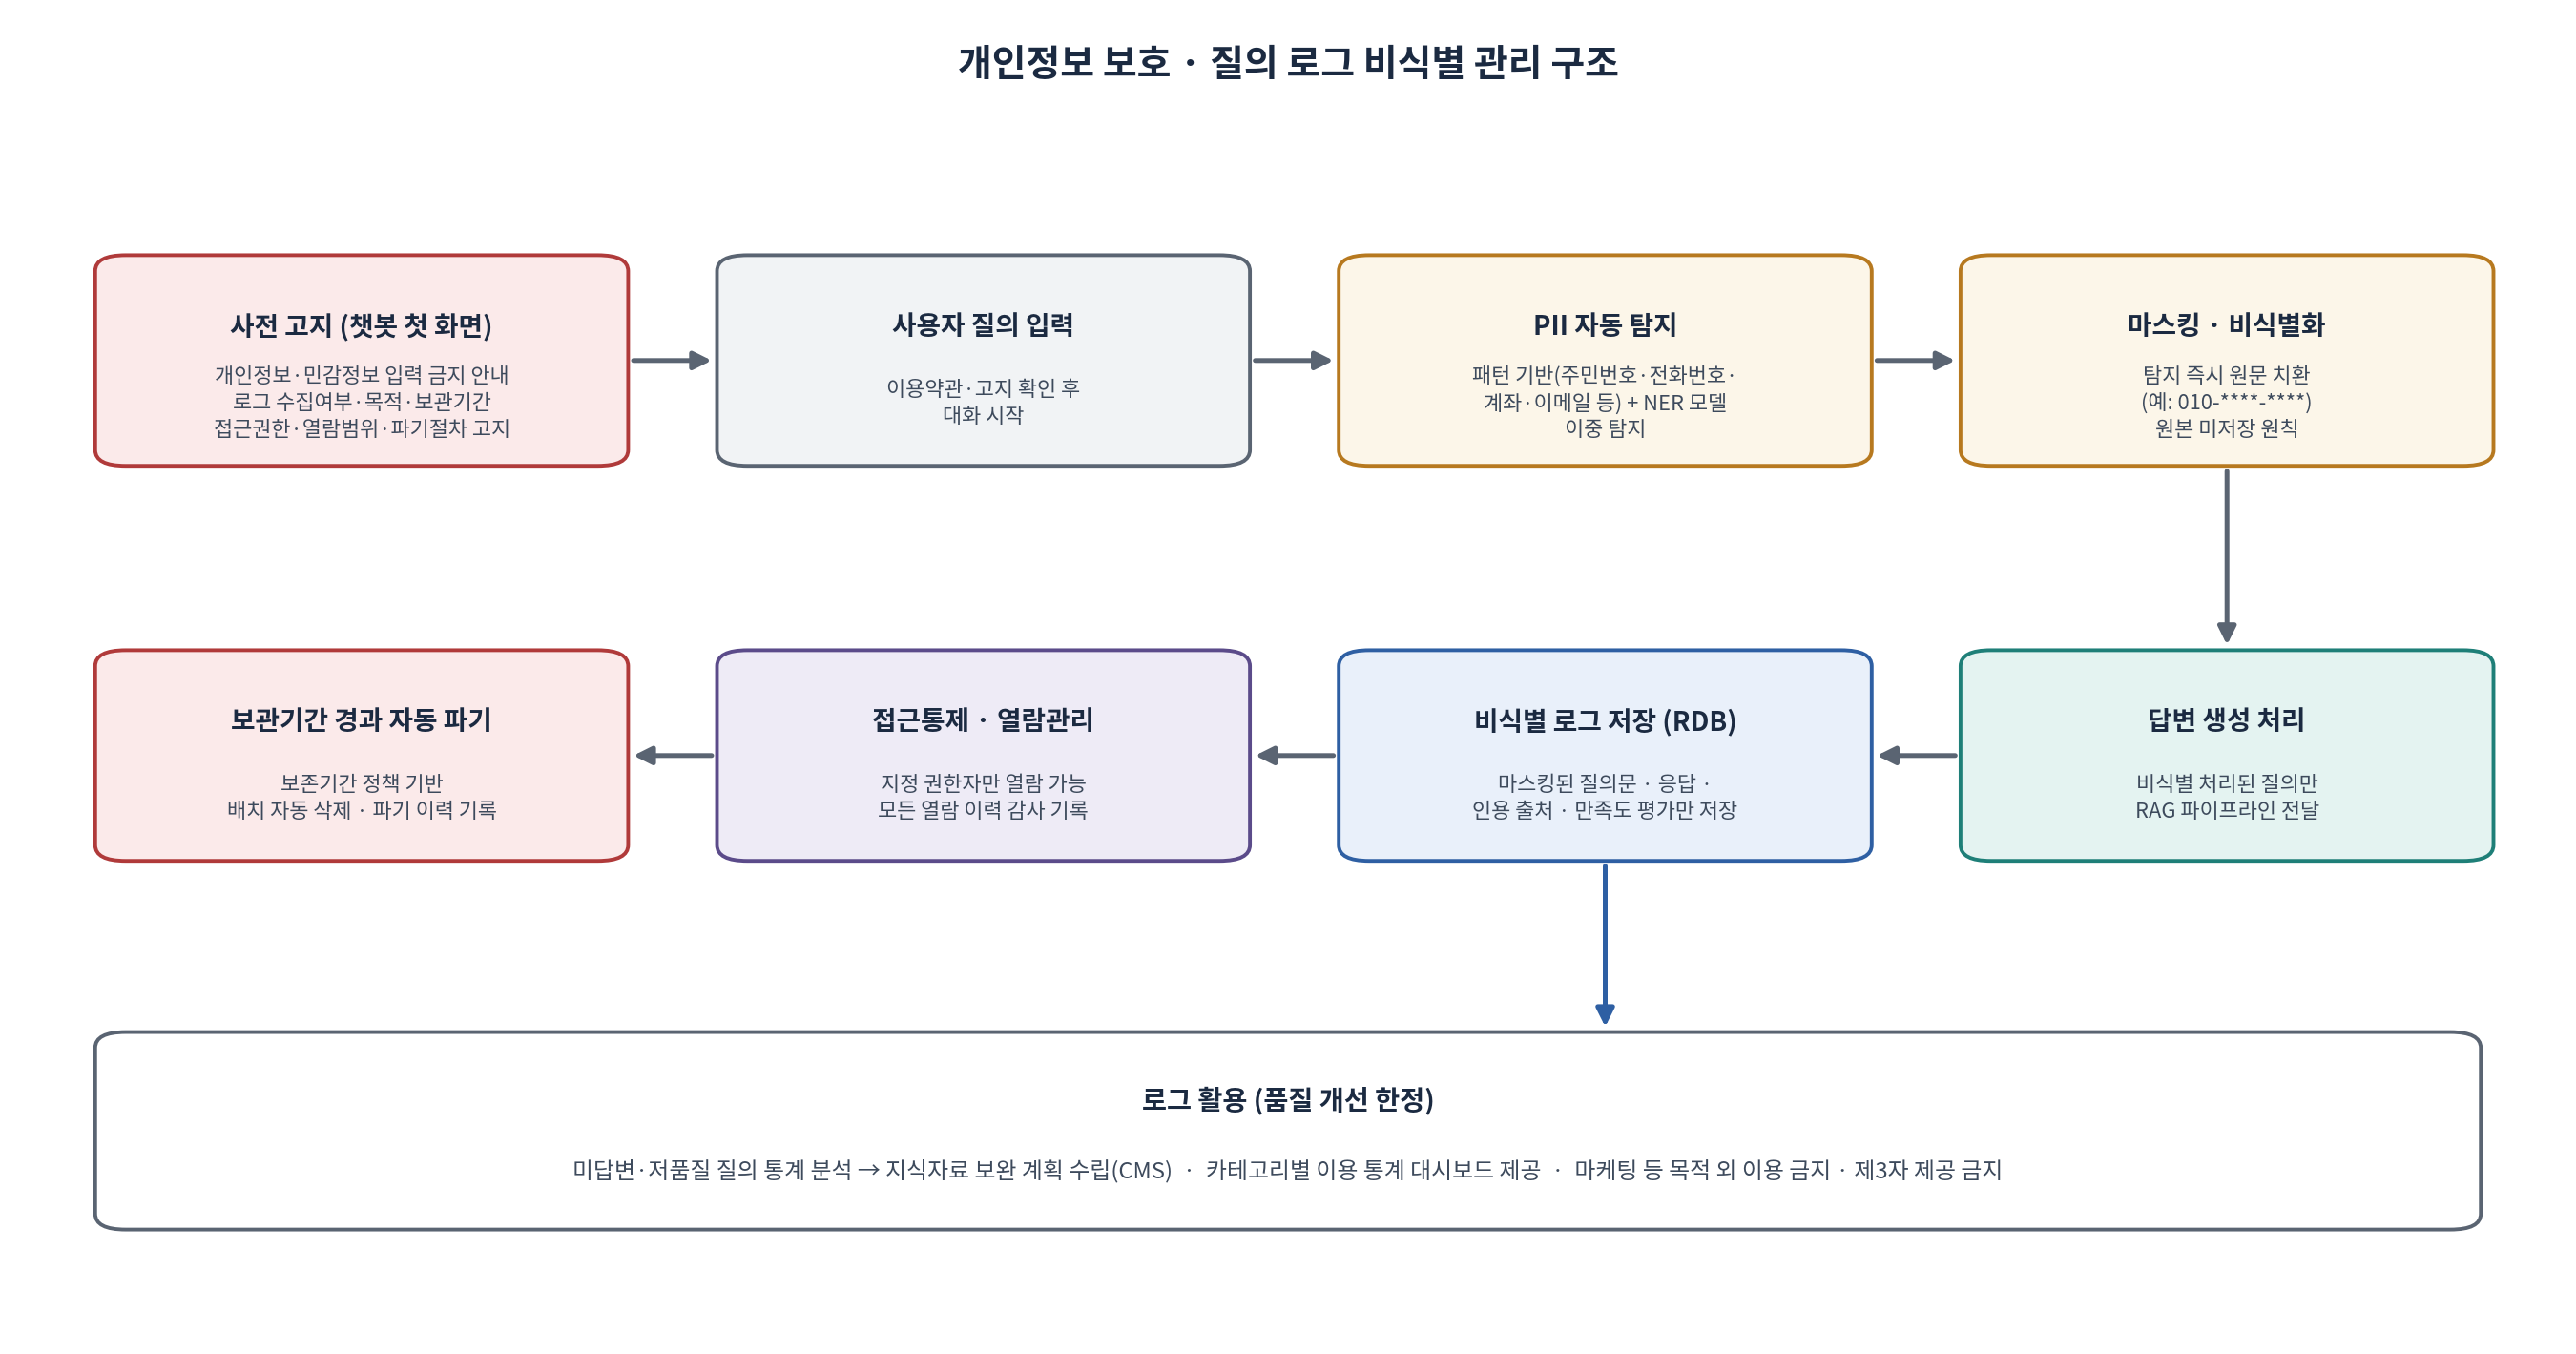 개인정보 보호 · 질의 로그 비식별 관리 구조
사전 고지 (챗봇 첫 화면)
개인정보·민감정보 입력 금지 안내
로그 수집여부·목적·보관기간
접근권한·열람범위·파기절차 고지
사용자 질의 입력
이용약관·고지 확인 후
대화 시작
PII 자동 탐지
패턴 기반(주민번호·전화번호·
계좌·이메일 등) + NER 모델
이중 탐지
마스킹 · 비식별화
탐지 즉시 원문 치환
(예: 010-****-****)
원본 미저장 원칙
보관기간 경과 자동 파기
보존기간 정책 기반
배치 자동 삭제 · 파기 이력 기록
접근통제 · 열람관리
지정 권한자만 열람 가능
모든 열람 이력 감사 기록
비식별 로그 저장 (RDB)
마스킹된 질의문 · 응답 ·
인용 출처 · 만족도 평가만 저장
답변 생성 처리
비식별 처리된 질의만
RAG 파이프라인 전달
로그 활용 (품질 개선 한정)
미답변·저품질 질의 통계 분석 → 지식자료 보완 계획 수립(CMS) · 카테고리별 이용 통계 대시보드 제공 · 마케팅 등 목적 외 이용 금지 · 제3자 제공 금지